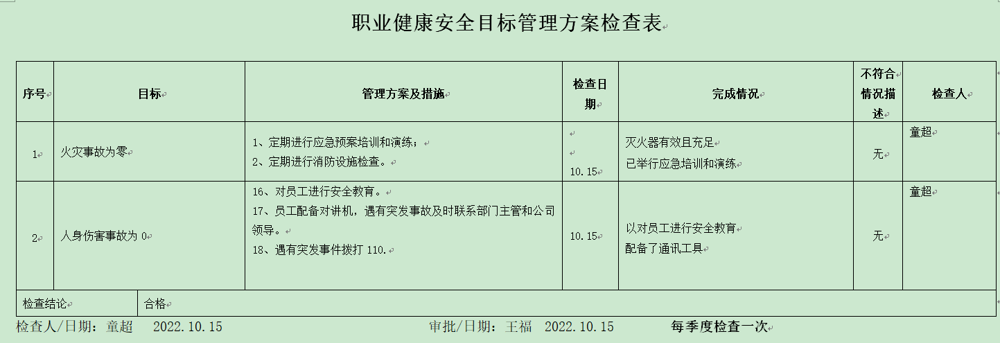 职业健康安全目标管理方案检查表
序号
目标
管理方案及措施
检查日
期
完成情况
不符合
情况描
述
检查人
1
火灾事故为零
1、定期进行应急预案培训和演练；
2、定期进行消防设施检查。
10.15
灭火器有效且充足
已举行应急培训和演练
无
童超
2
人身伤害事故为 0
16、对员工进行安全教育。
17、员工配备对讲机，遇有突发事故及时联系部门主管和公司
领导。
18、遇有突发事件拨打 110.
10.15
以对员工进行安全教育
配备了通讯工具
无
童超
检查结论
合格
检查人/日期：童超 2022.10.15 审批/日期：王福 2022.10.15 每季度检查一次